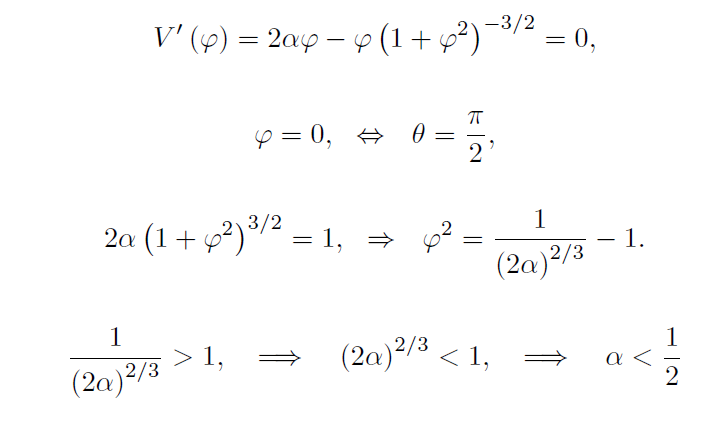 V′ (φ) = 2αφ − φ (1 + φ²)^{−3/2} = 0,
φ = 0, ⇔ θ = π/2,
2α (1 + φ²)^{3/2} = 1, ⇒ φ² = 1/(2α)^{2/3} − 1.
1/(2α)^{2/3} > 1, ⟹ (2α)^{2/3} < 1, ⟹ α < 1/2